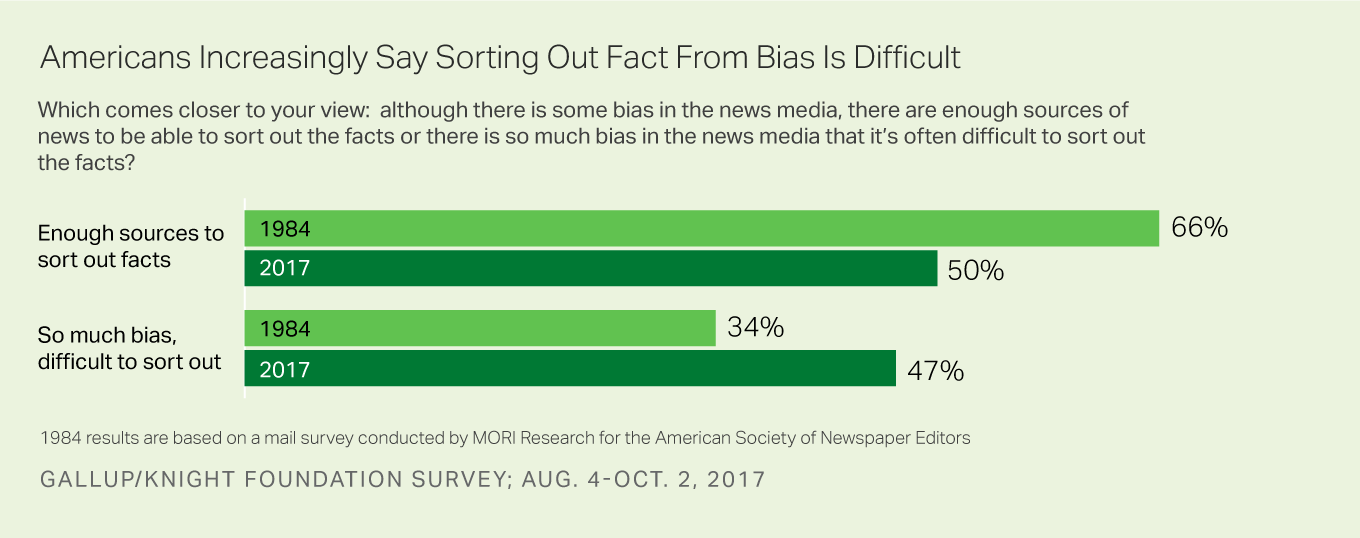 Americans Increasingly Say Sorting Out Fact From Bias Is Difficult
Which comes closer to your view:  although there is some bias in the news media, there are enough sources of
news to be able to sort out the facts or there is so much bias in the news media that it’s often difficult to sort out
the facts?
Enough sources to
sort out facts
1984
66%
2017
50%
So much bias,
difficult to sort out
1984
34%
2017
47%
1984 results are based on a mail survey conducted by MORI Research for the American Society of Newspaper Editors
GALLUP/KNIGHT FOUNDATION SURVEY; AUG. 4-OCT. 2, 2017